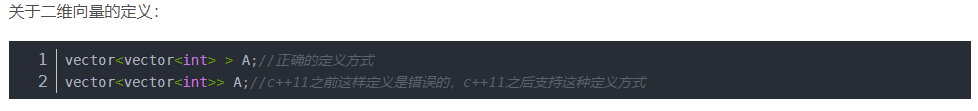 关于二维向量的定义：
1 vector<vector<int> > A;//正确的定义方式
2 vector<vector<int>> A;//c++11之前这样定义是错误的，c++11之后支持这种定义方式